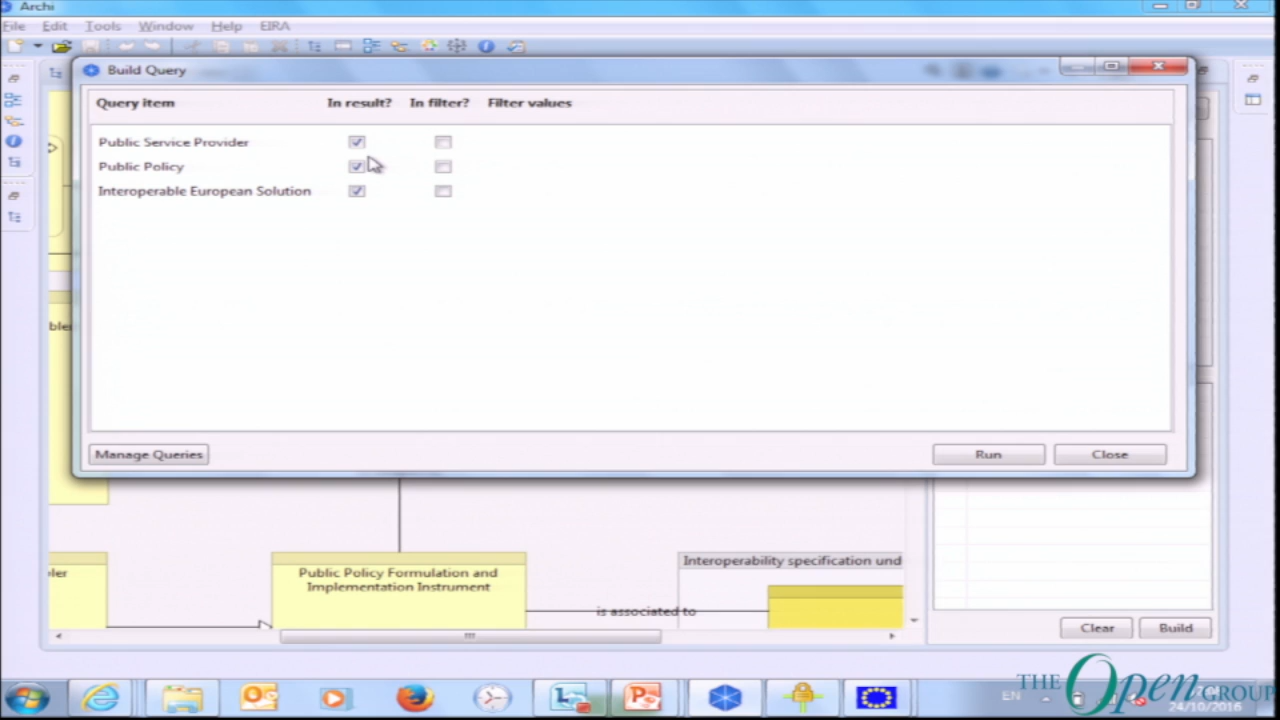 Archi
File Edit Tools Window Help EIRA
Build Query
Query item In result? In filter? Filter values
Public Service Provider
Public Policy
Interoperable European Solution
Manage Queries Run Close
Public Policy Formulation and
Implementation Instrument
Interoperability specification und
is associated to
Clear Build
EN
THE Open GROUP
24/10/2016